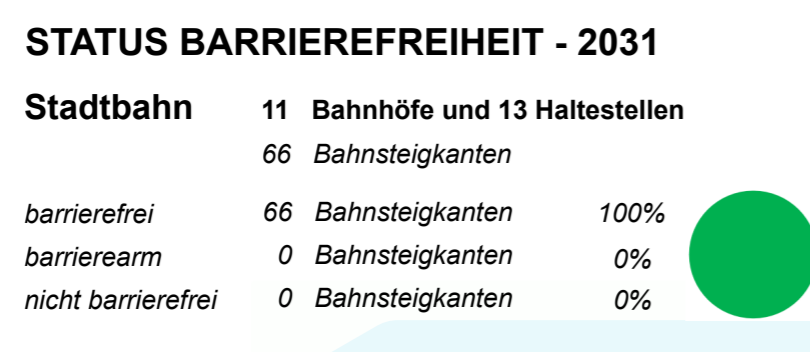 STATUS BARRIEREFREIHEIT - 2031
Stadtbahn 11 Bahnhöfe und 13 Haltestellen
66 Bahnsteigkanten
barrierefrei 66 Bahnsteigkanten 100%
barrierearm 0 Bahnsteigkanten 0%
nicht barrierefrei 0 Bahnsteigkanten 0%